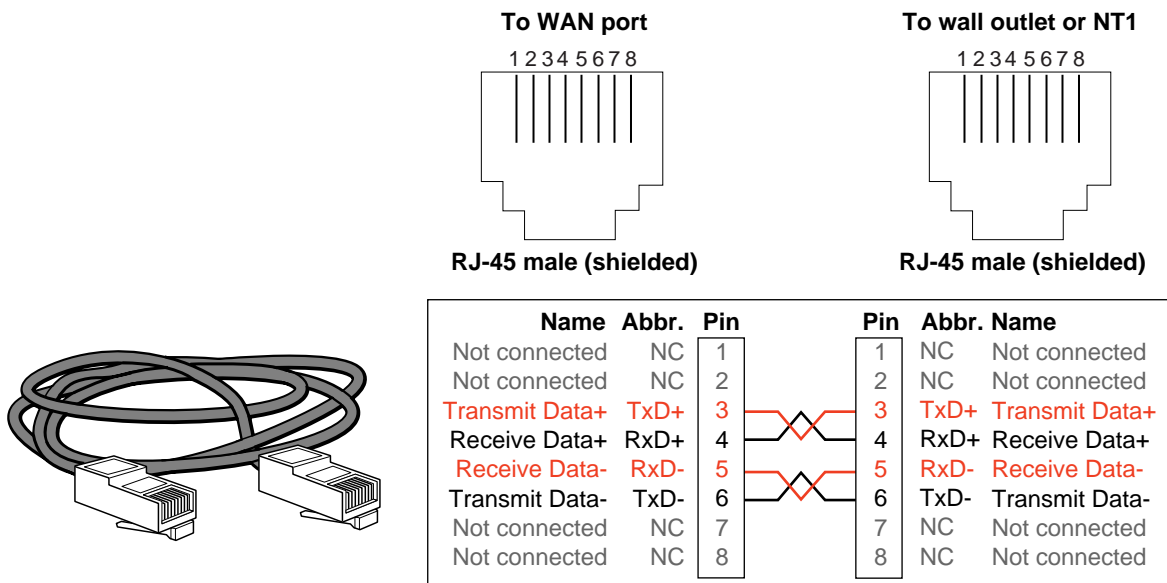 To WAN port To wall outlet or NT1
12345678 12345678
RJ-45 male (shielded) RJ-45 male (shielded)
Name Abbr. Pin Pin Abbr. Name
Not connected NC 1 1 NC Not connected
Not connected NC 2 2 NC Not connected
Transmit Data+ TxD+ 3 3 TxD+ Transmit Data+
Receive Data+ RxD+ 4 4 RxD+ Receive Data+
Receive Data- RxD- 5 5 RxD- Receive Data-
Transmit Data- TxD- 6 6 TxD- Transmit Data-
Not connected NC 7 7 NC Not connected
Not connected NC 8 8 NC Not connected